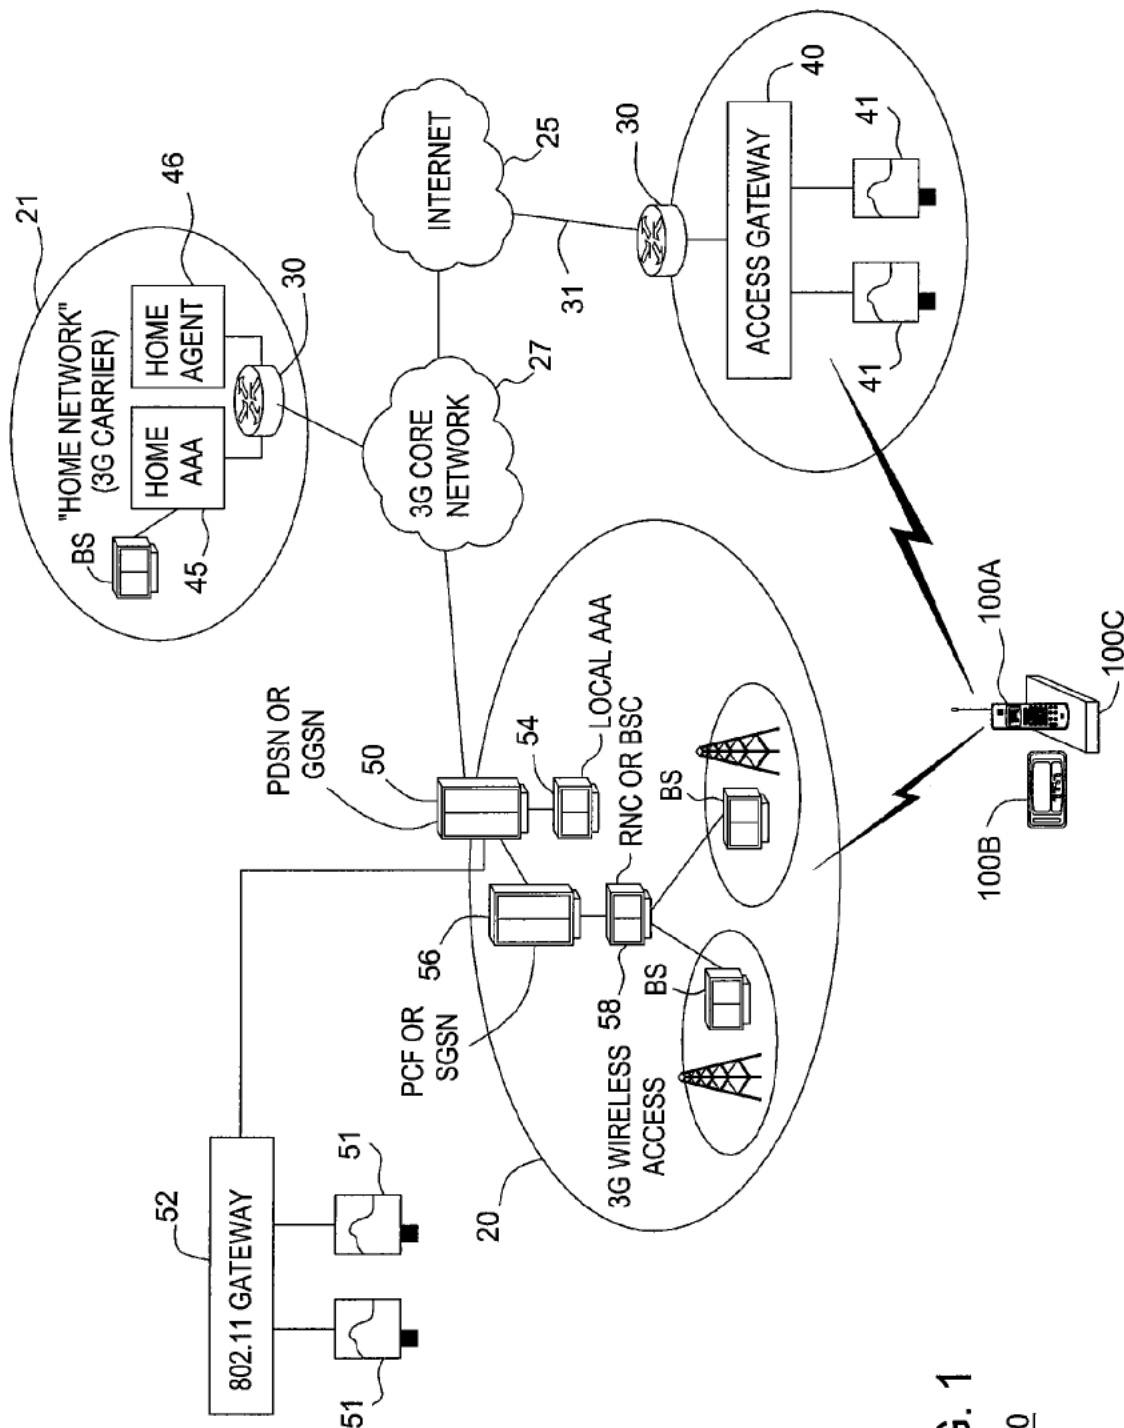 21
"HOME NETWORK"
(3G CARRIER)
46
BS
HOME
AAA
HOME
AGENT
45
30
INTERNET
25
3G CORE
NETWORK
27
31
30
ACCESS GATEWAY
40
41
41
52
802.11 GATEWAY
51
51
PDSN OR
GGSN
50
54
LOCAL AAA
PCF OR
SGSN
56
RNC OR BSC
58
BS
BS
3G WIRELESS
ACCESS
20
100A
100B
100C
G. 1
0